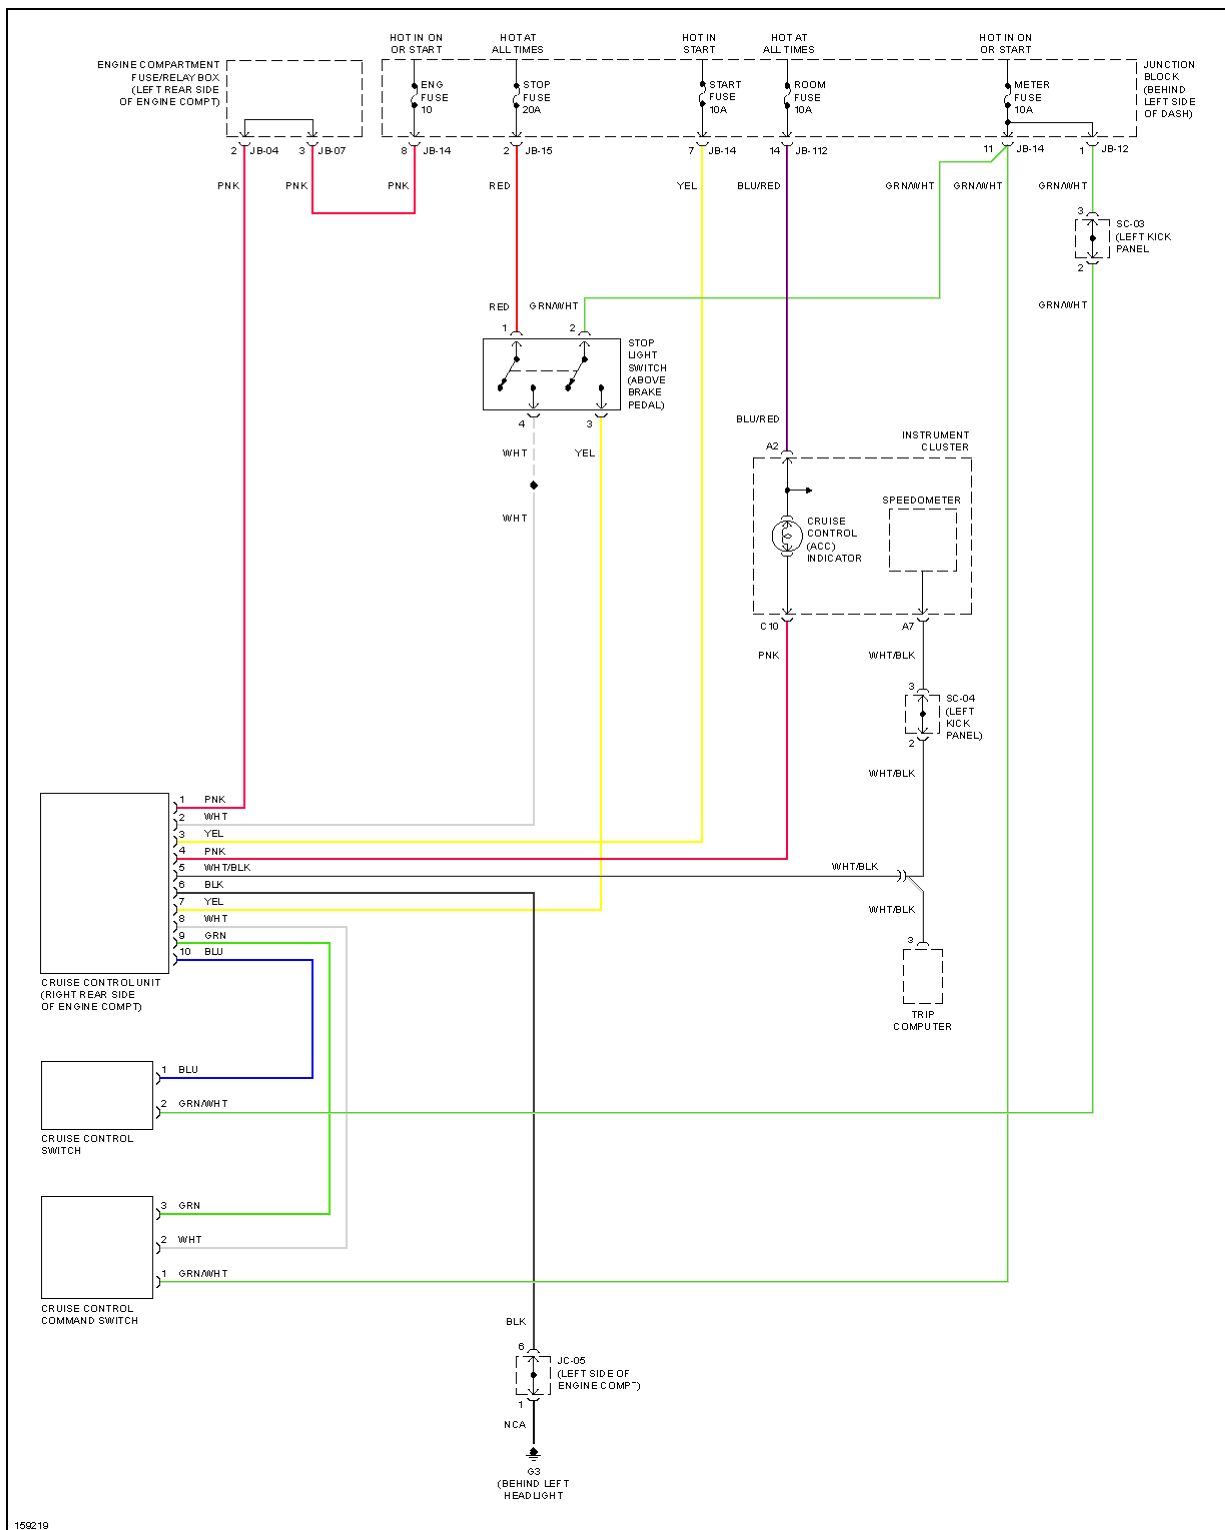 HOT IN ON
OR START
HOT AT
ALL TIMES
HOT IN
START
HOT AT
ALL TIMES
HOT IN ON
OR START
ENGINE COMPARTMENT
FUSE/RELAY BOX
(LEFT REAR SIDE
OF ENGINE COMPT)
ENG
FUSE
10
STOP
FUSE
20A
START
FUSE
10A
ROOM
FUSE
10A
METER
FUSE
10A
JUNCTION
BLOCK
(BEHIND
LEFT SIDE
OF DASH)
2 JB-04
3 JB-07
8 JB-14
2 JB-15
7 JB-14
14 JB-112
11 JB-14
1 JB-12
PNK
PNK
PNK
RED
YEL
BLU/RED
GRN/WHT
GRN/WHT
GRN/WHT
3
SC-03
(LEFT KICK
PANEL
2
RED
GRN/WHT
GRN/WHT
1
2
STOP
LIGHT
SWITCH
(ABOVE
BRAKE
PEDAL)
4
3
WHT
YEL
WHT
BLU/RED
A2
INSTRUMENT
CLUSTER
SPEEDOMETER
CRUISE
CONTROL
(ACC)
INDICATOR
C10
A7
PNK
WHT/BLK
3
SC-04
(LEFT
KICK
PANEL)
2
WHT/BLK
1 PNK
2 WHT
3 YEL
4 PNK
5 WHT/BLK
6 BLK
7 YEL
8 WHT
9 GRN
10 BLU
WHT/BLK
WHT/BLK
3
TRIP
COMPUTER
CRUISE CONTROL UNIT
(RIGHT REAR SIDE
OF ENGINE COMPT)
1 BLU
2 GRN/WHT
CRUISE CONTROL
SWITCH
3 GRN
2 WHT
1 GRN/WHT
CRUISE CONTROL
COMMAND SWITCH
BLK
6
JC-05
(LEFT SIDE OF
ENGINE COMPT)
1
NCA
G3
(BEHIND LEFT
HEADLIGHT
159219